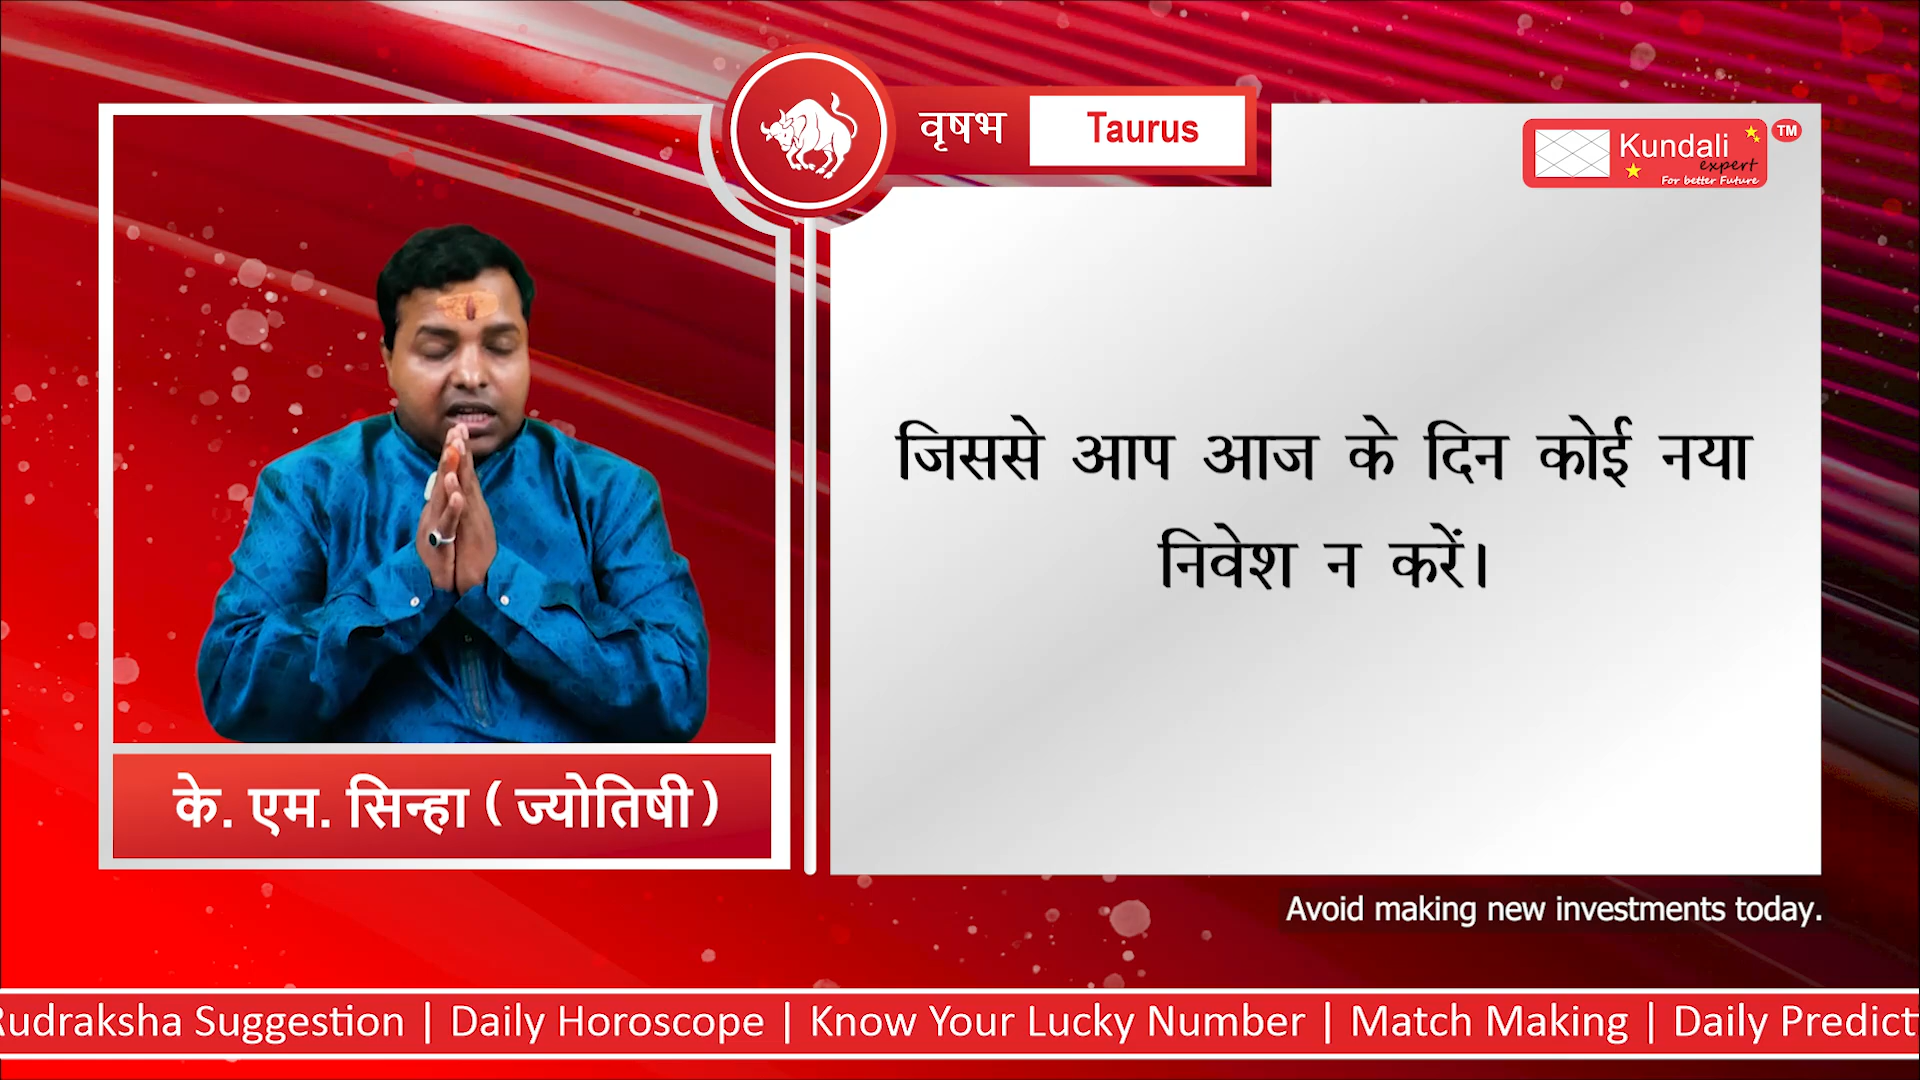 वृषभ
Taurus
Kundali
expert
For better Future
TM
जिससे आप आज के दिन कोई नया
निवेश न करें।
के. एम. सिन्हा ( ज्योतिषी )
Avoid making new investments today.
Rudraksha Suggestion | Daily Horoscope | Know Your Lucky Number | Match Making | Daily Predict